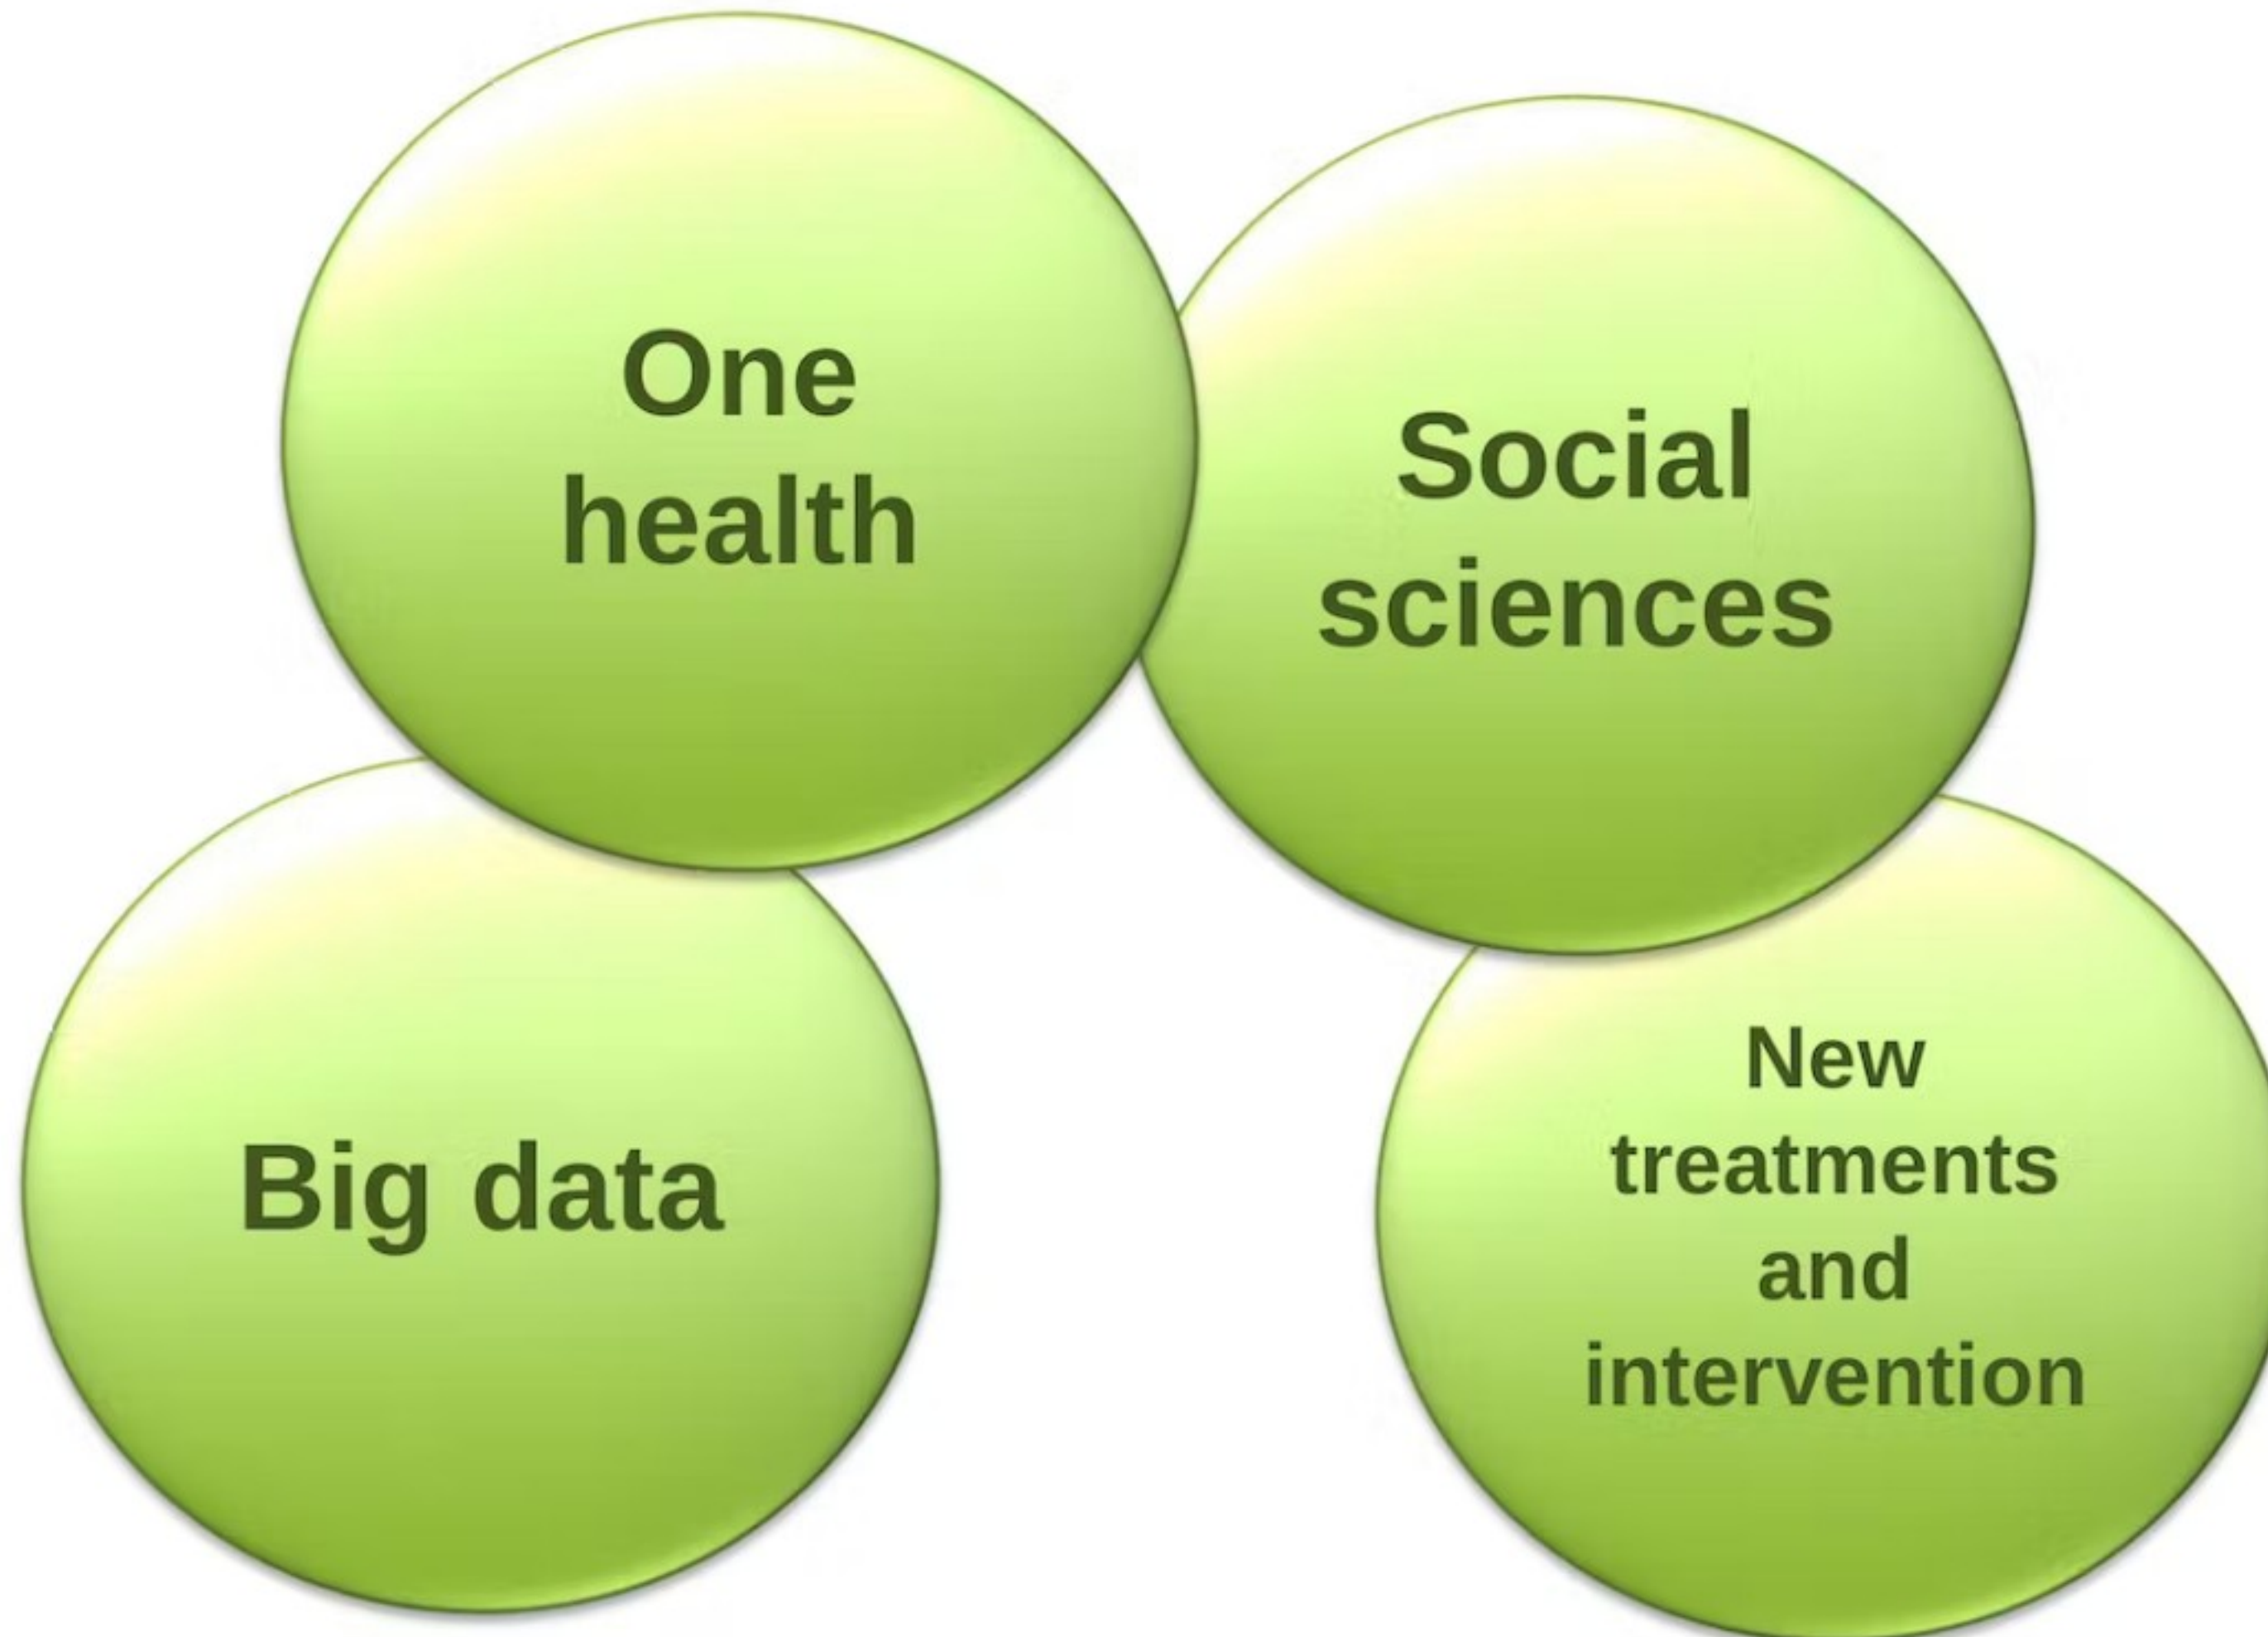 One
health
Social
sciences
Big data
New
treatments
and
intervention